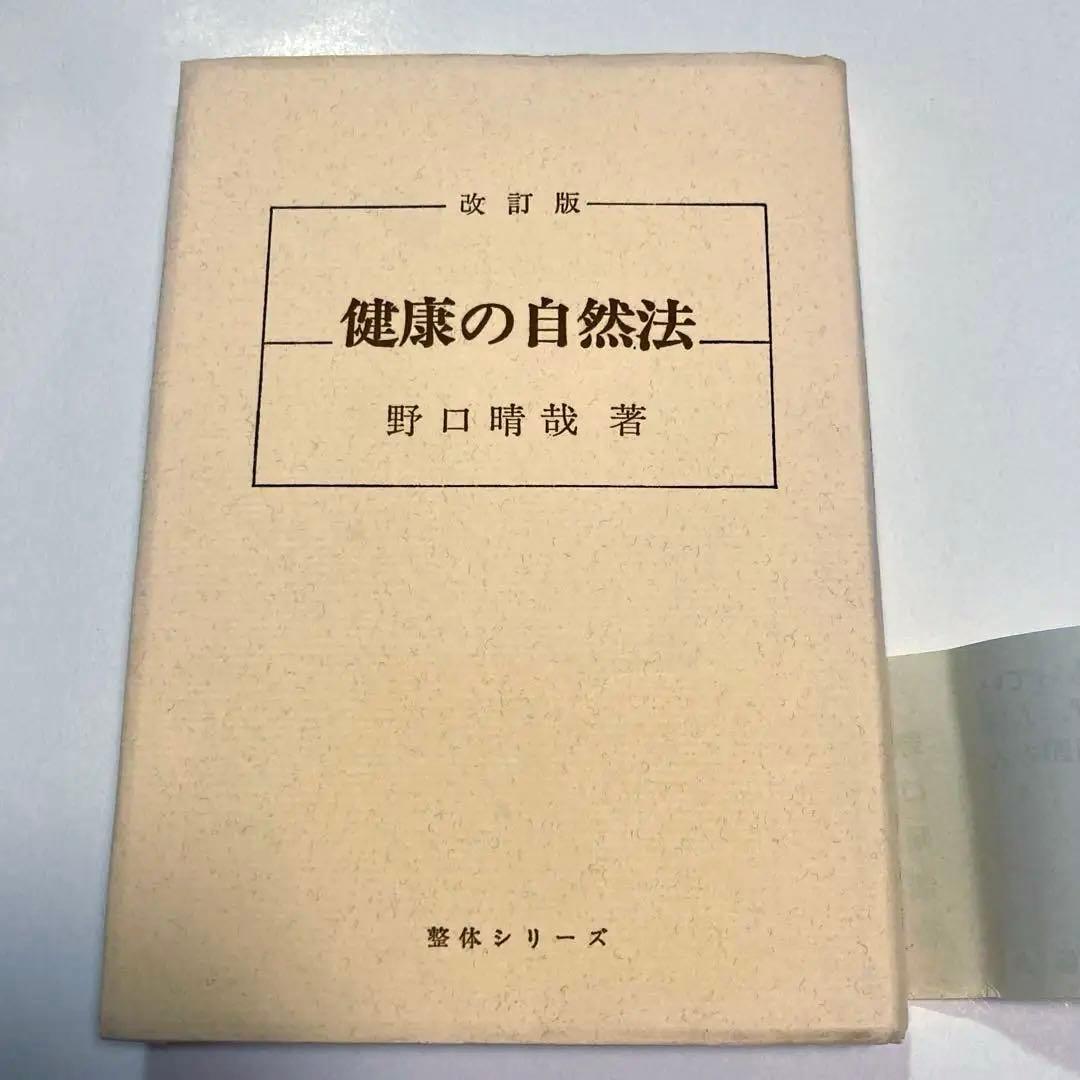 改訂版
健康の自然法
野口晴哉 著
整体シリーズ